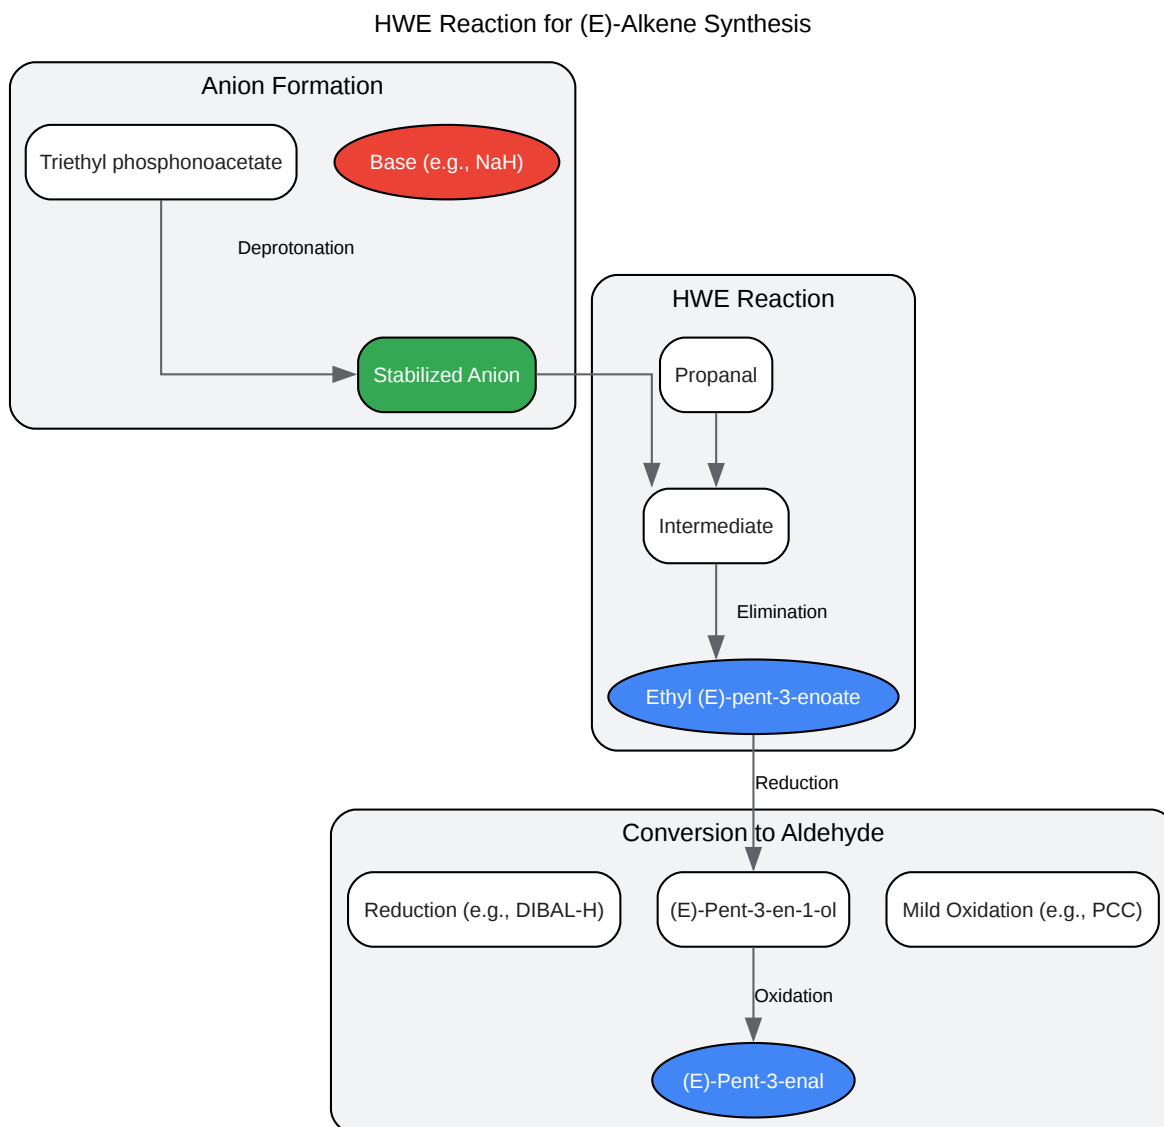 HWE Reaction for (E)-Alkene Synthesis
Anion Formation
Triethyl phosphonoacetate
Base (e.g., NaH)
Deprotonation
Stabilized Anion
HWE Reaction
Propanal
Intermediate
Elimination
Ethyl (E)-pent-3-enoate
Reduction
Conversion to Aldehyde
Reduction (e.g., DIBAL-H)
(E)-Pent-3-en-1-ol
Mild Oxidation (e.g., PCC)
Oxidation
(E)-Pent-3-enal